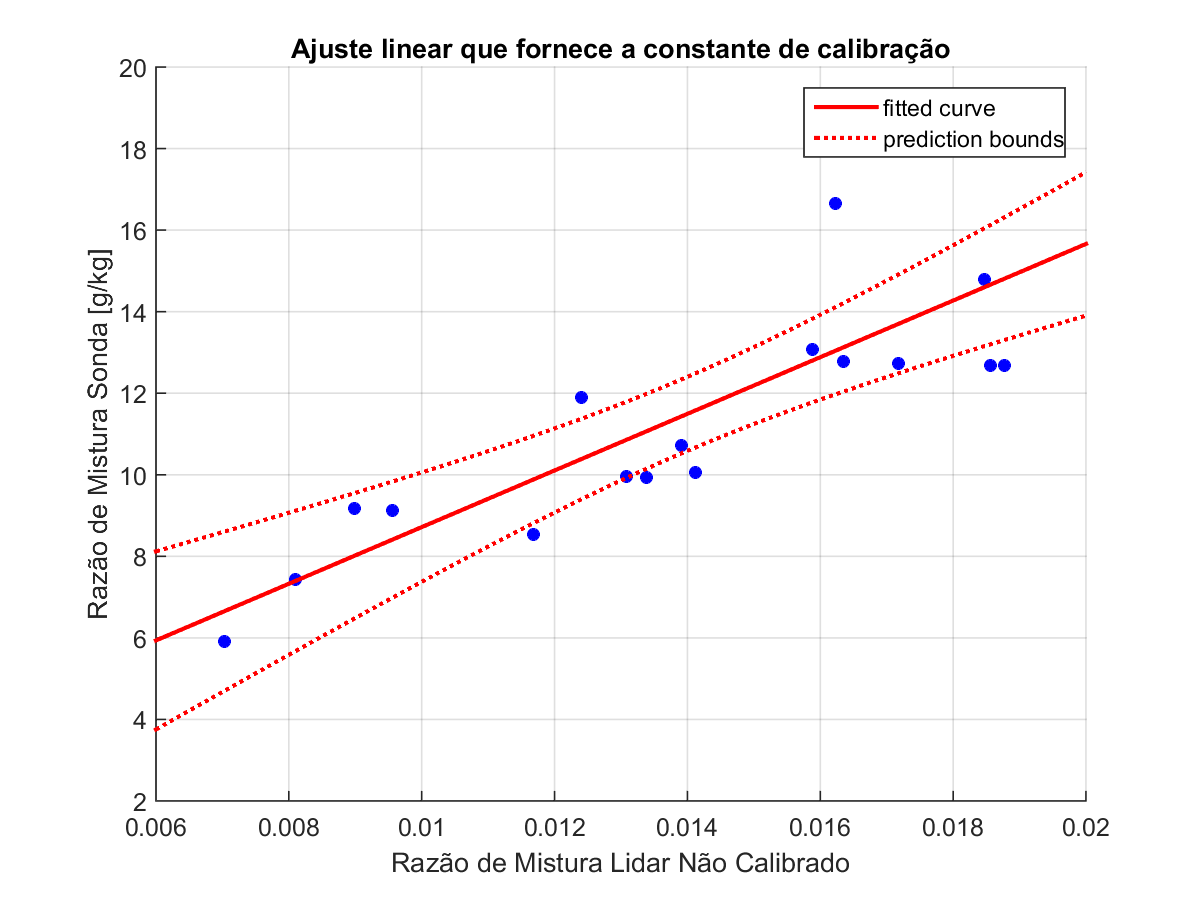 Ajuste linear que fornece a constante de calibração
fitted curve
prediction bounds
20
18
16
14
12
10
8
6
4
2
Razão de Mistura Sonda [g/kg]
0.006 0.008 0.01 0.012 0.014 0.016 0.018 0.02
Razão de Mistura Lidar Não Calibrado